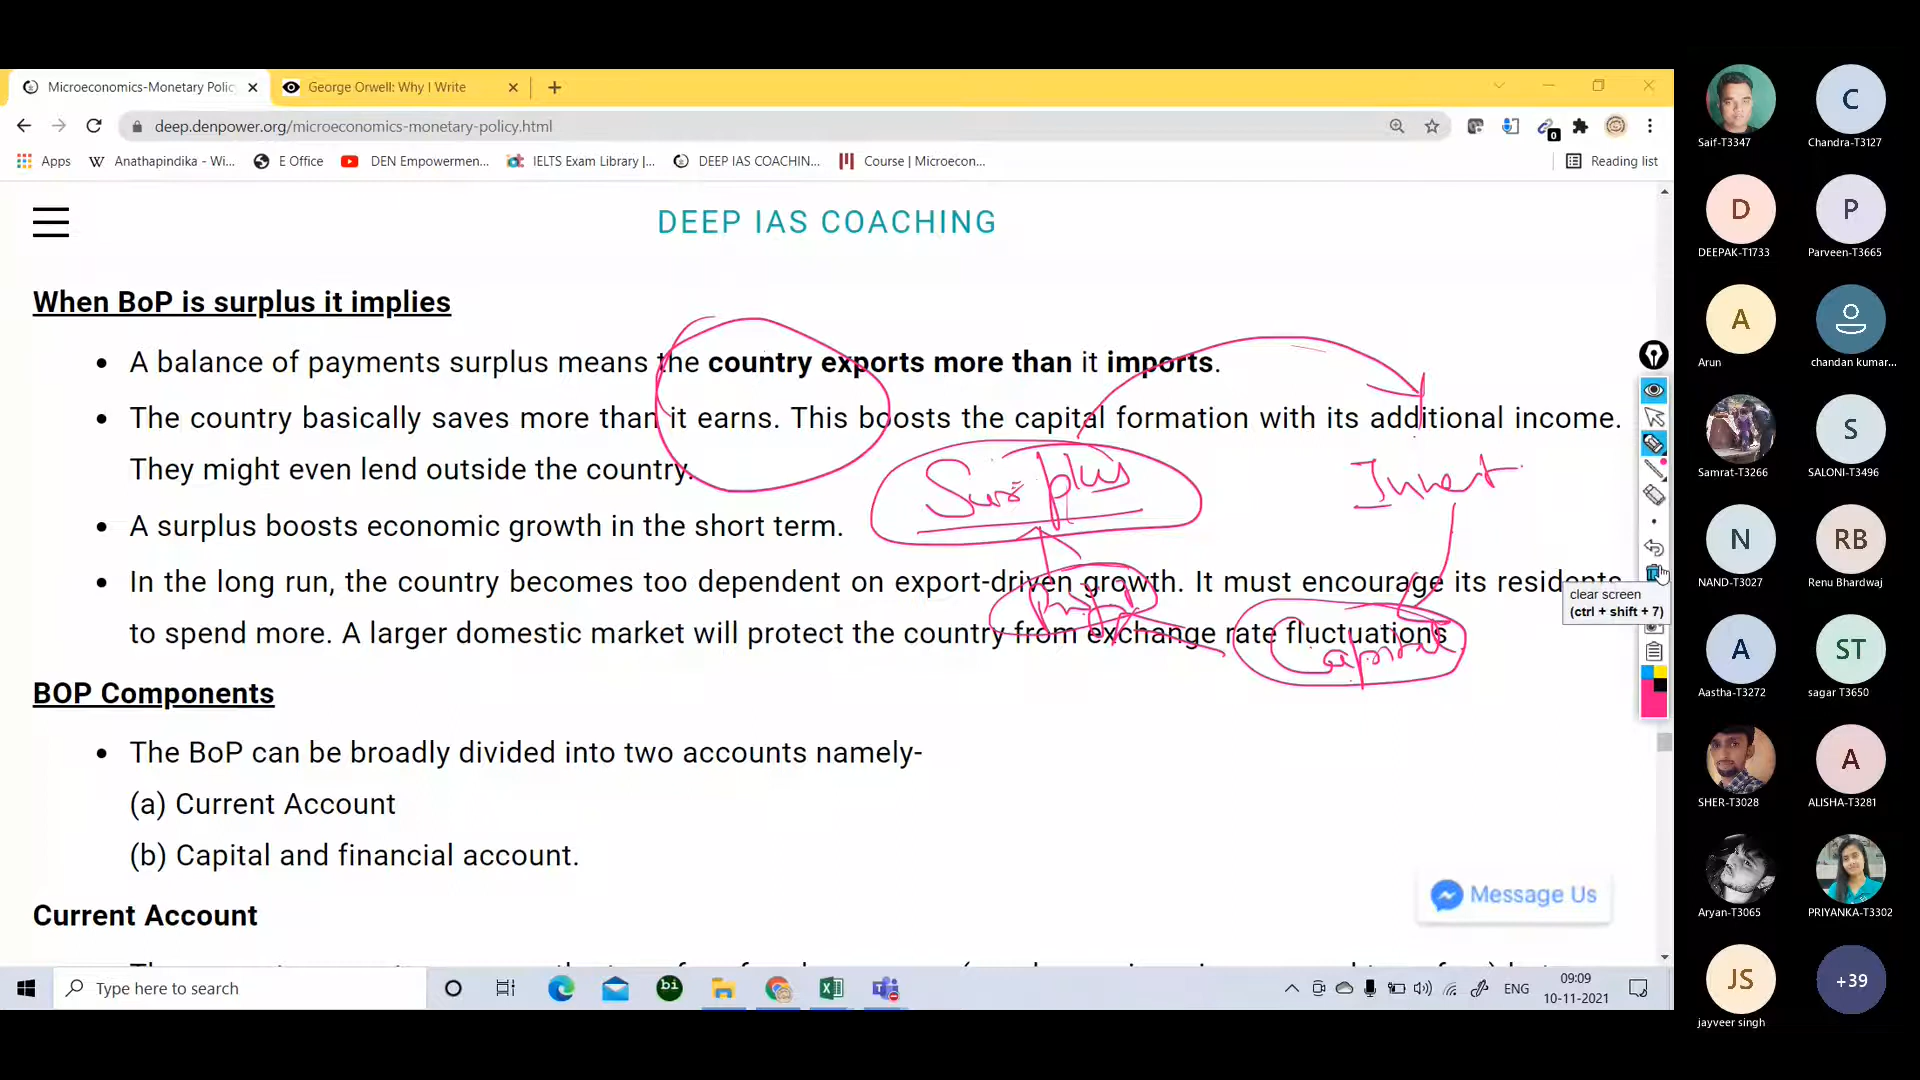 Microeconomics-Monetary Polic
George Orwell: Why I Write
deep.denpower.org/microeconomics-monetary-policy.html
0
Apps
Anathapindika - Wi...
E Office
DEN Empowermen...
IELTS Exam Library |...
DEEP IAS COACHIN...
Course | Microecon...
Reading list
DEEP IAS COACHING
When BoP is surplus it implies
• A balance of payments surplus means the country exports more than it imports.
• The country basically saves more than it earns. This boosts the capital formation with its additional income.
They might even lend outside the country.
Surplus
Invest
• A surplus boosts economic growth in the short term.
• In the long run, the country becomes too dependent on export-driven growth. It must encourage its residents
to spend more. A larger domestic market will protect the country from exchange rate fluctuations
Capital
clear screen
(ctrl + shift + 7)
BOP Components
• The BoP can be broadly divided into two accounts namely-
(a) Current Account
(b) Capital and financial account.
Message Us
Current Account
Type here to search
bi
ENG
09:09
10-11-2021
Saif-T3347
C
Chandra-T3127
D
DEEPAK-T1733
P
Parveen-T3665
A
Arun
chandan kumar...
Samrat-T3266
S
SALONI-T3496
N
NAND-T3027
RB
Renu Bhardwaj
A
Aastha-T3272
ST
sagar T3650
SHER-T3028
A
ALISHA-T3281
Aryan-T3065
PRIYANKA-T3302
JS
jayveer singh
+39